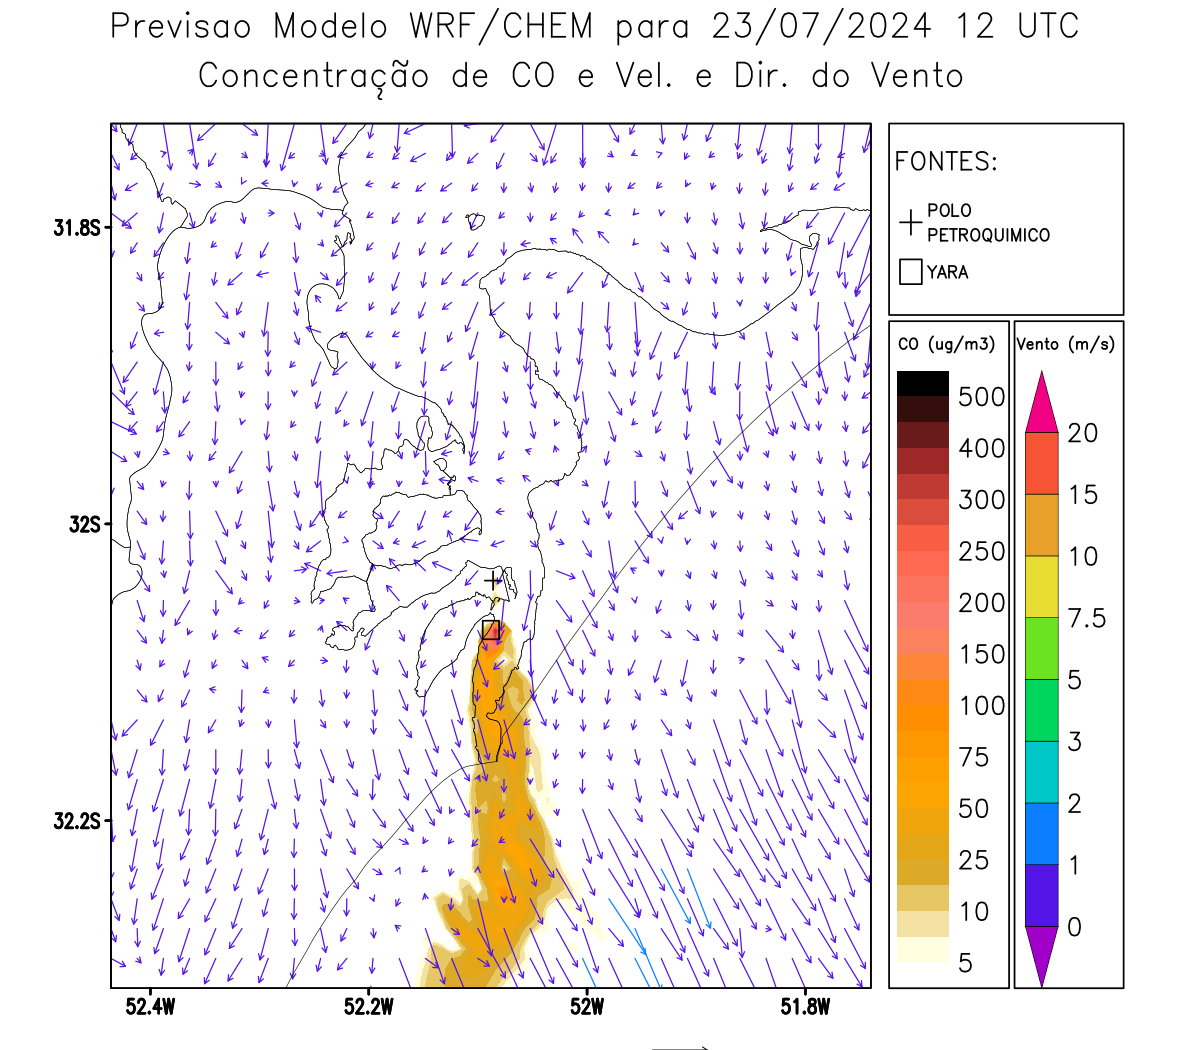 Previsao Modelo WRF/CHEM para 23/07/2024 12 UTC
Concentração de CO e Vel. e Dir. do Vento
FONTES:
POLO
PETROQUIMICO
YARA
CO (ug/m3)
500
400
300
250
200
150
100
75
50
25
10
5
Vento (m/s)
20
15
10
7.5
5
3
2
1
0
31.8S
32S
32.2S
52.4W
52.2W
52W
51.8W